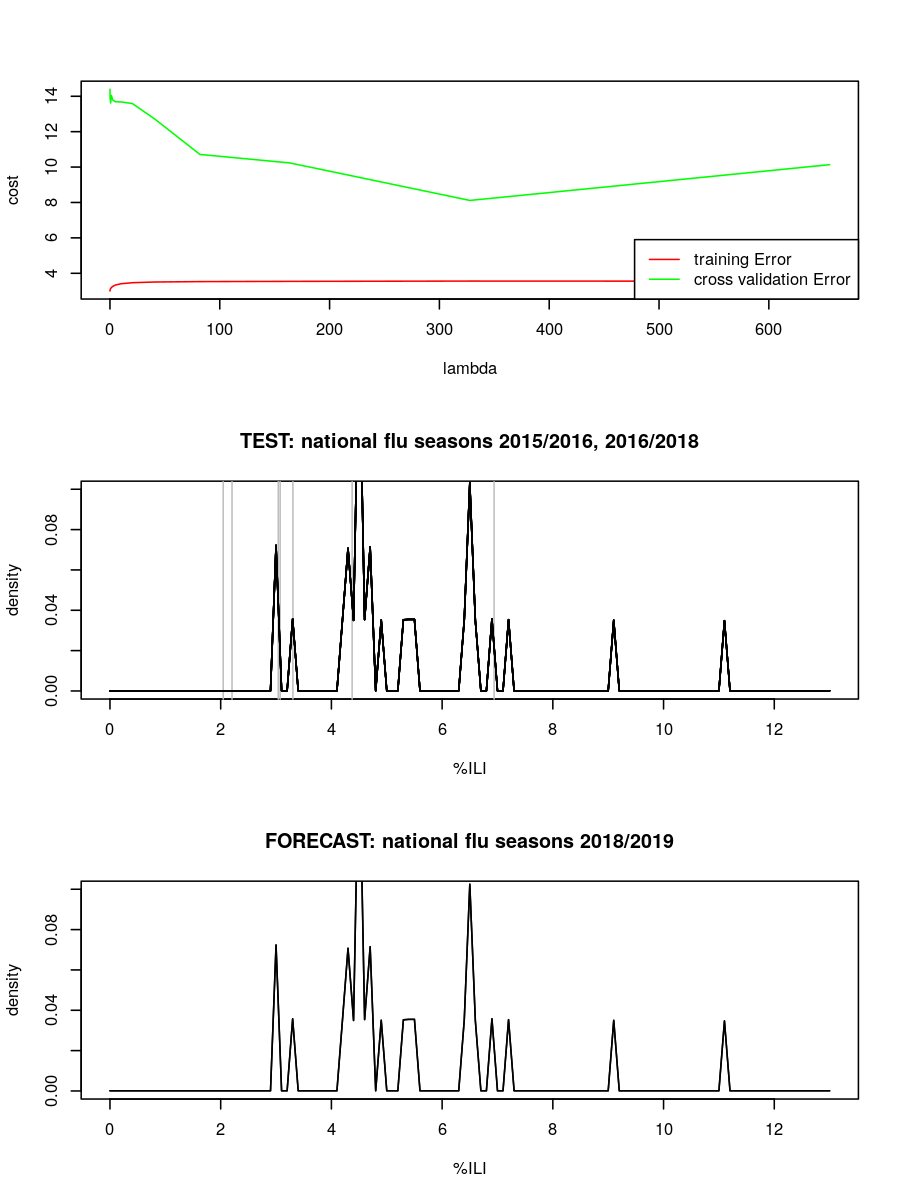 14
12
10
8
6
4
cost
training Error
cross validation Error
0 100 200 300 400 500 600
lambda
TEST: national flu seasons 2015/2016, 2016/2018
0.08
0.04
0.00
density
0 2 4 6 8 10 12
%ILI
FORECAST: national flu seasons 2018/2019
0.08
0.04
0.00
density
0 2 4 6 8 10 12
%ILI